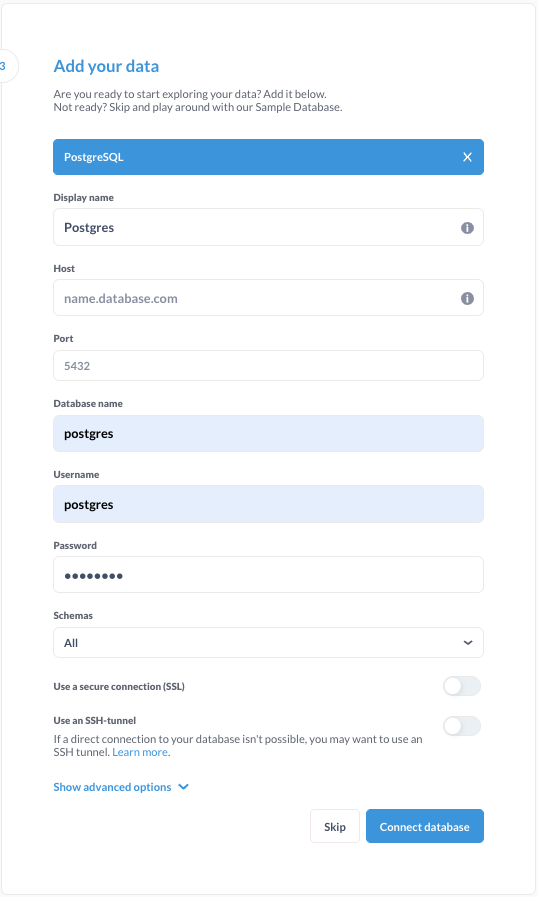 3
Add your data
Are you ready to start exploring your data? Add it below.
Not ready? Skip and play around with our Sample Database.
PostgreSQL
Display name
Postgres
Host
name.database.com
Port
5432
Database name
postgres
Username
postgres
Password
••••••••
Schemas
All
Use a secure connection (SSL)
Use an SSH-tunnel
If a direct connection to your database isn't possible, you may want to use an
SSH tunnel. Learn more.
Show advanced options
Skip
Connect database